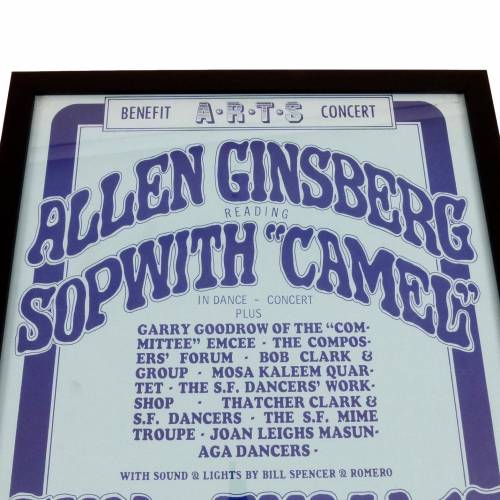 BENEFIT A·R·T·S CONCERT
ALLEN GINSBERG
READING
SOPWITH "CAMEL"
IN DANCE - CONCERT
PLUS
GARRY GOODROW OF THE "COM-
MITTEE" EMCEE · THE COMPOS-
ERS' FORUM · BOB CLARK &
GROUP · MOSA KALEEM QUAR-
TET · THE S.F. DANCERS' WORK-
SHOP · THATCHER CLARK &
S.F. DANCERS · THE S.F. MIME
TROUPE · JOAN LEIGHS MASUN-
AGA DANCERS ·
WITH SOUND & LIGHTS BY BILL SPENCER & ROMERO